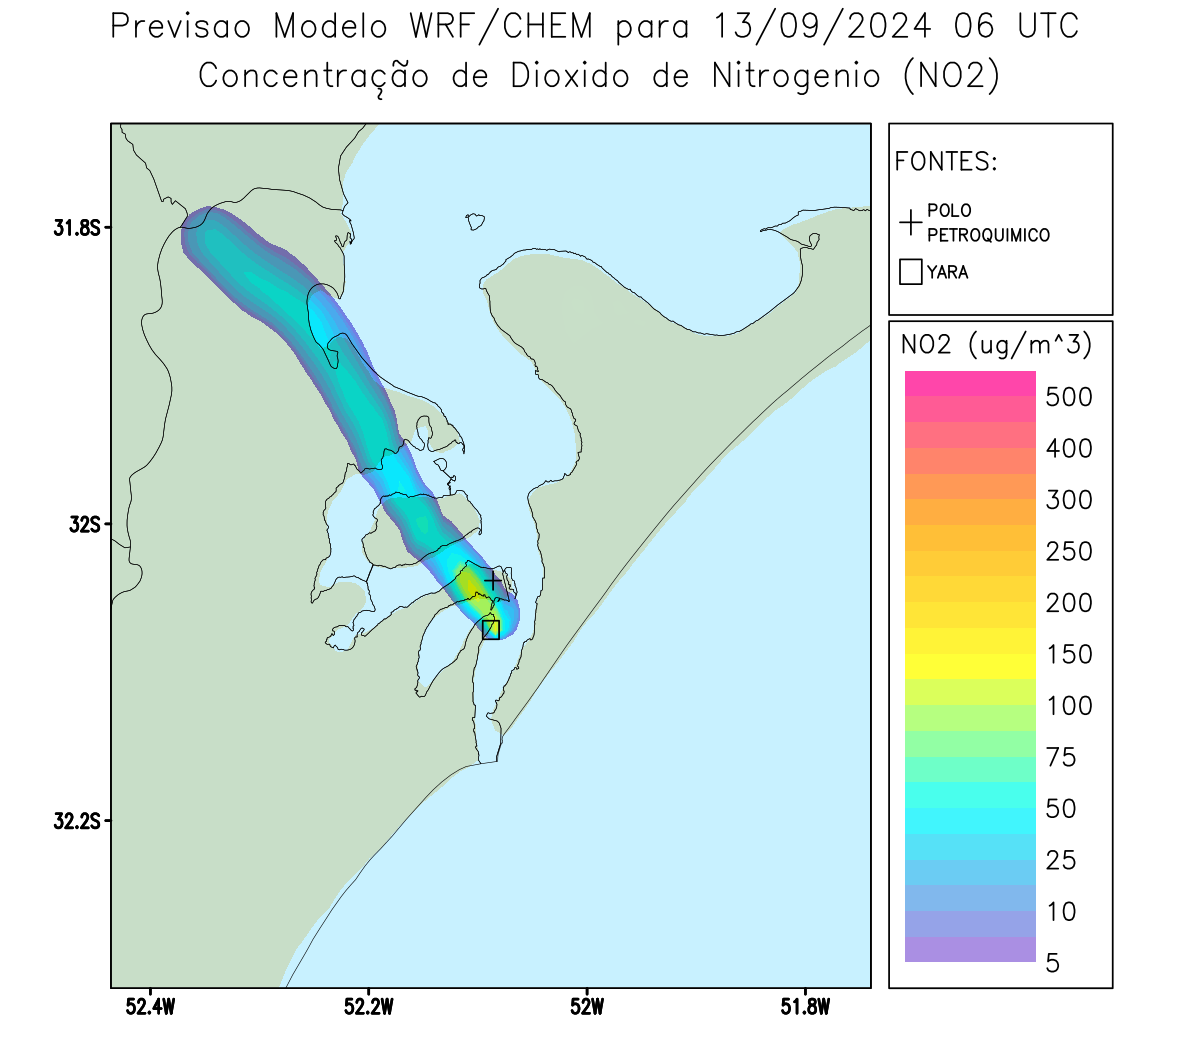 Previsao Modelo WRF/CHEM para 13/09/2024 06 UTC
Concentração de Dioxido de Nitrogenio (NO2)
FONTES:
POLO
PETROQUIMICO
YARA
NO2 (ug/m^3)
500
400
300
250
200
150
100
75
50
25
10
5
31.8S
32S
32.2S
52.4W
52.2W
52W
51.8W